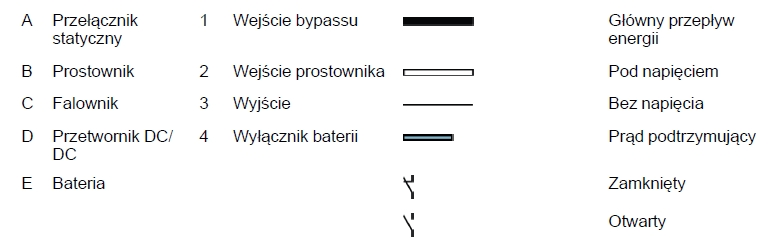 A Przełącznik statyczny 1 Wejście bypassu Główny przepływ energii
B Prostownik 2 Wejście prostownika Pod napięciem
C Falownik 3 Wyjście Bez napięcia
D Przetwornik DC/DC 4 Wyłącznik baterii Prąd podtrzymujący
E Bateria Zamknięty
Otwarty